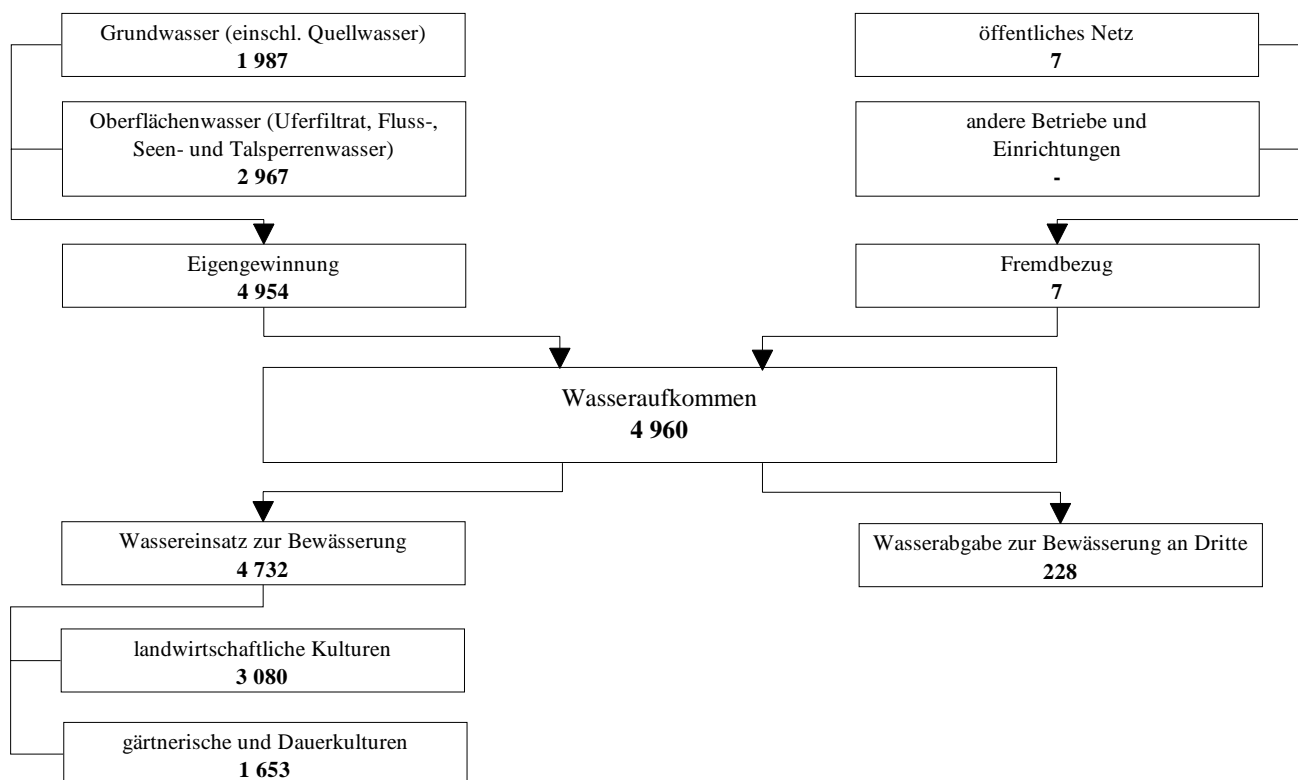 Grundwasser (einschl. Quellwasser)
1 987
öffentliches Netz
7
Oberflächenwasser (Uferfiltrat, Fluss-,
Seen- und Talsperrenwasser)
2 967
andere Betriebe und
Einrichtungen
-
Eigengewinnung
4 954
Fremdbezug
7
Wasseraufkommen
4 960
Wassereinsatz zur Bewässerung
4 732
Wasserabgabe zur Bewässerung an Dritte
228
landwirtschaftliche Kulturen
3 080
gärtnerische und Dauerkulturen
1 653